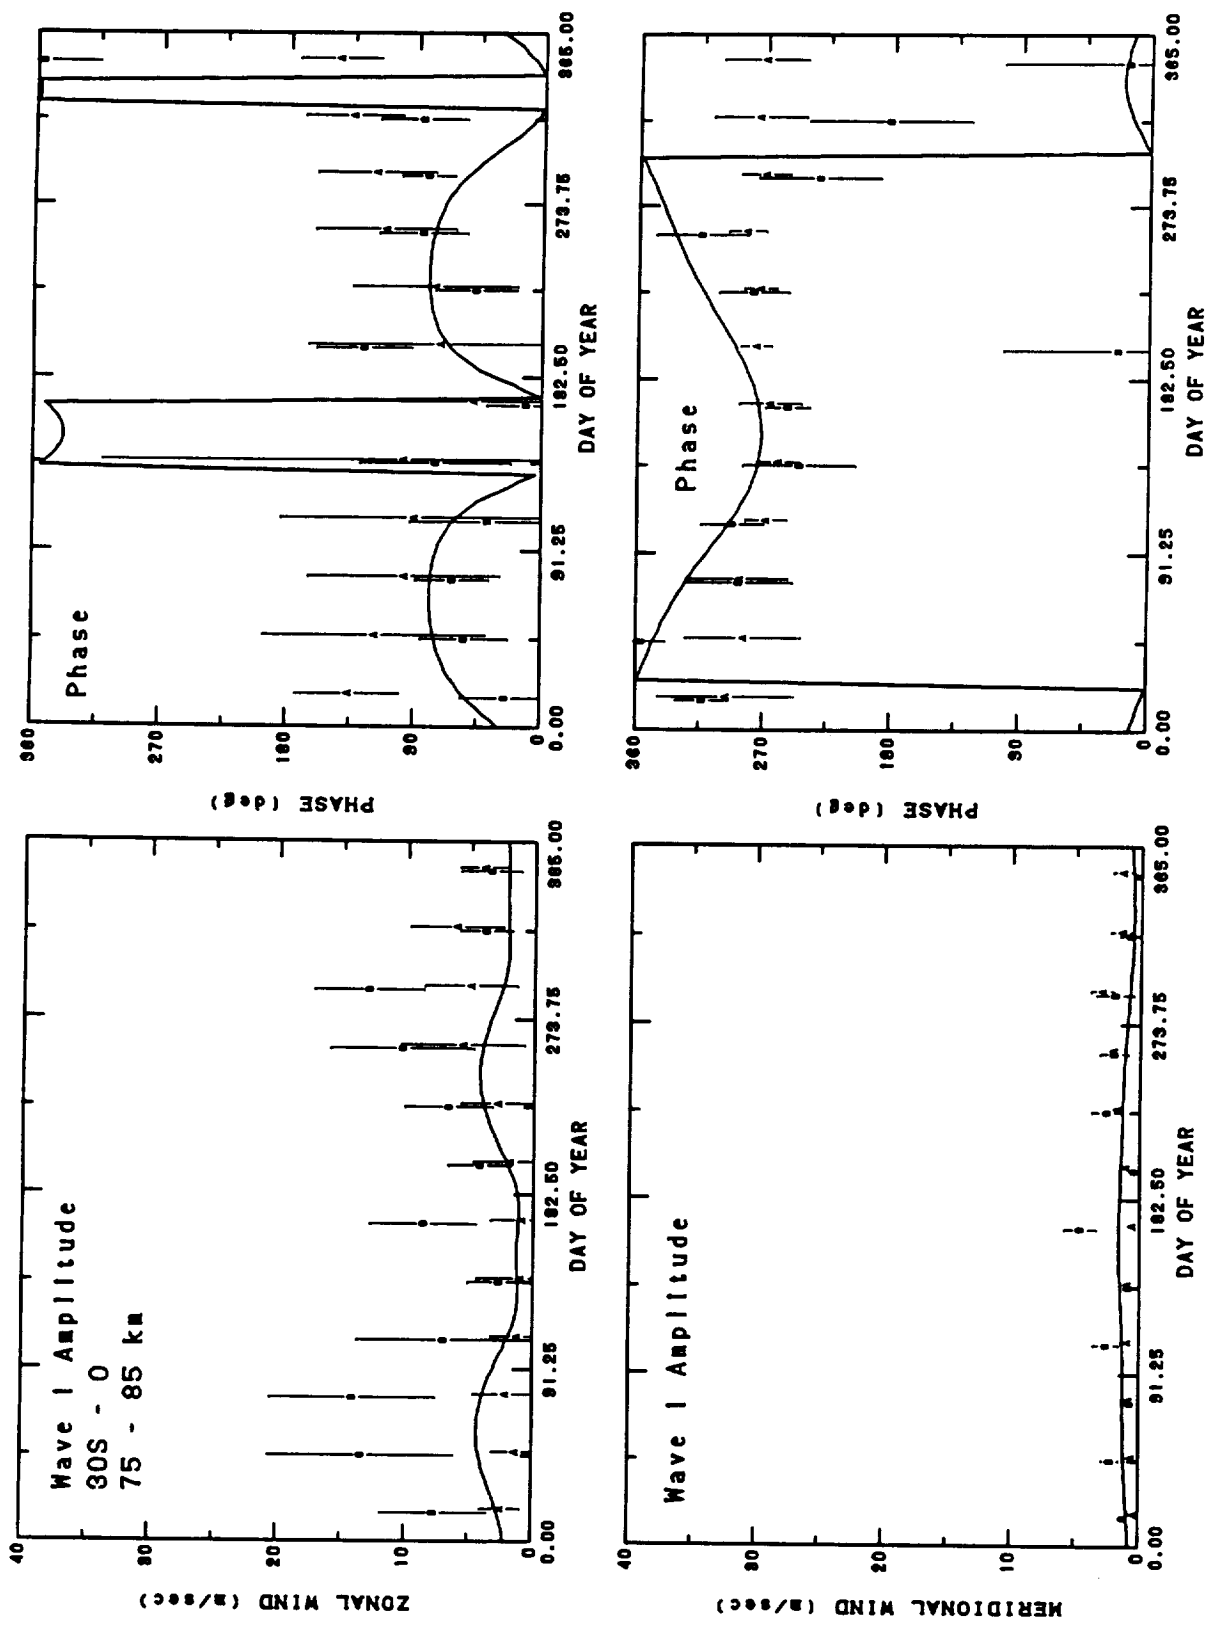 Wave 1 Amplitude
30S - 0
75 - 85 km
ZONAL WIND (m/sec)
40
30
20
10
0
0.00 91.25 182.50 273.75 365.00
DAY OF YEAR
Phase
PHASE (deg)
360
270
180
90
0
0.00 91.25 182.50 273.75 365.00
DAY OF YEAR
Wave 1 Amplitude
MERIDIONAL WIND (m/sec)
40
30
20
10
0
0.00 91.25 182.50 273.75 365.00
DAY OF YEAR
Phase
PHASE (deg)
360
270
180
90
0
0.00 91.25 182.50 273.75 365.00
DAY OF YEAR